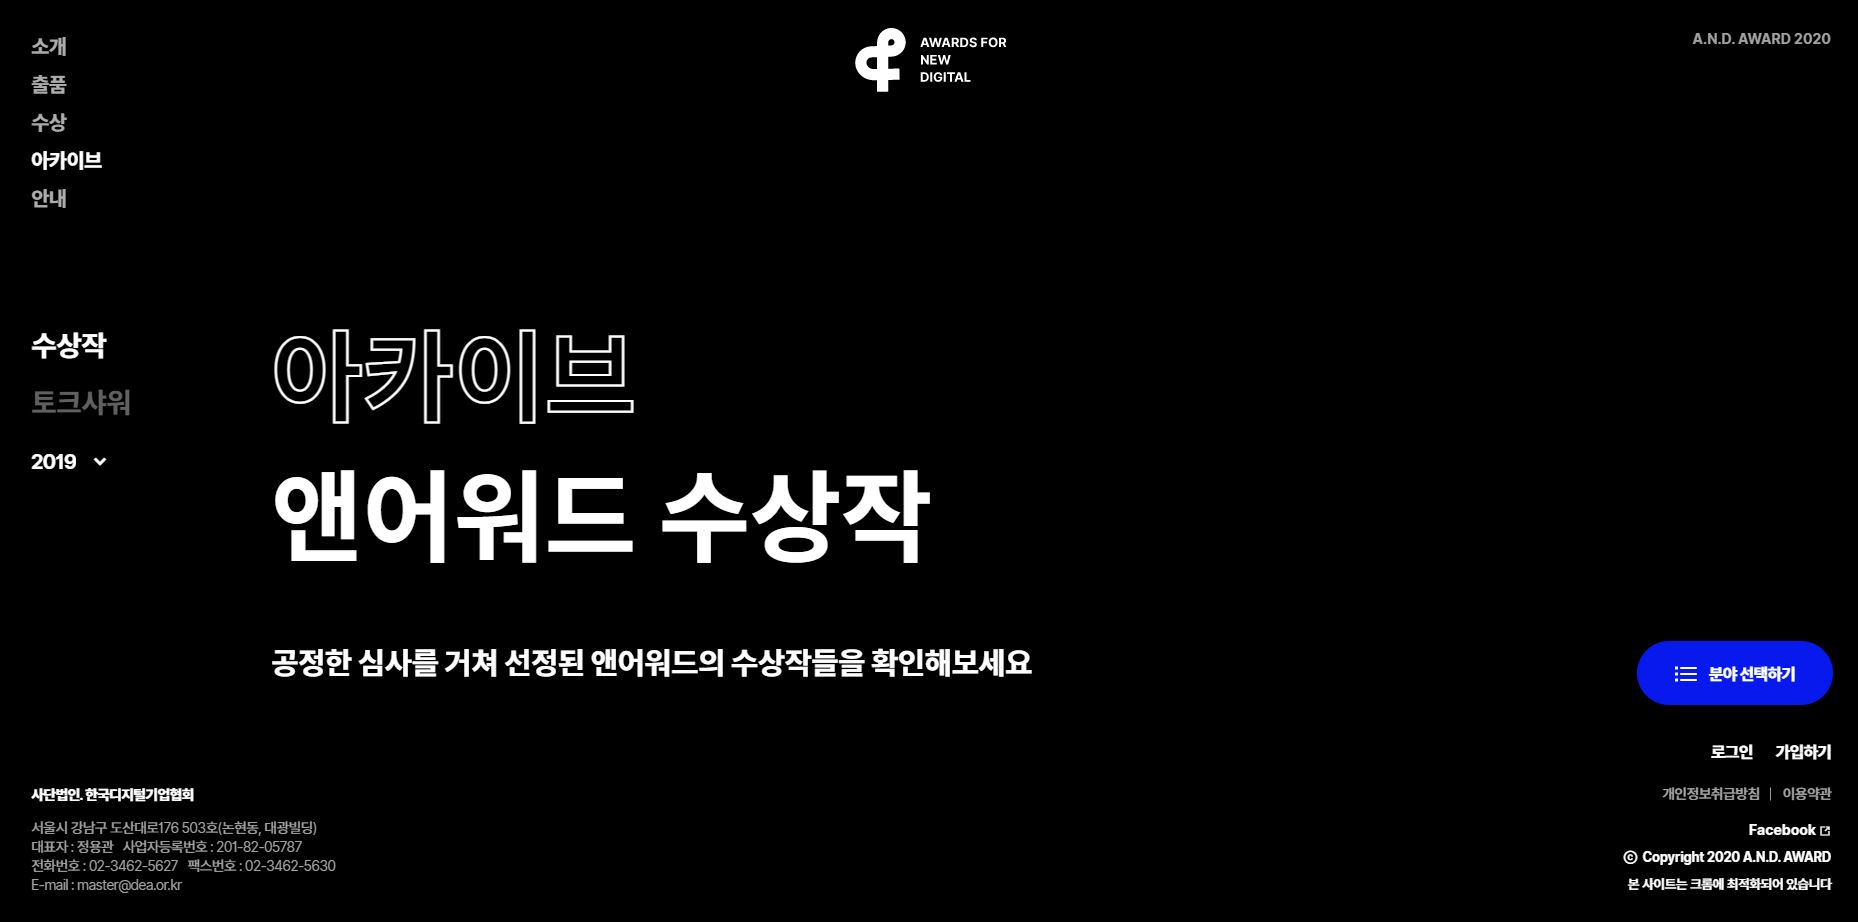 소개
출품
수상
아카이브
안내
AWARDS FOR
NEW
DIGITAL
A.N.D. AWARD 2020
수상작
토크샤워
2019
아카이브
앤어워드 수상작
공정한 심사를 거쳐 선정된 앤어워드의 수상작들을 확인해보세요
분야 선택하기
로그인 가입하기
개인정보취급방침 | 이용약관
Facebook
ⓒ Copyright 2020 A.N.D. AWARD
본 사이트는 크롬에 최적화되어 있습니다
사단법인. 한국디지털기업협회
서울시 강남구 도산대로176 503호(논현동, 대광빌딩)
대표자 : 정용관 사업자등록번호 : 201-82-05787
전화번호 : 02-3462-5627 팩스번호 : 02-3462-5630
E-mail : master@dea.or.kr